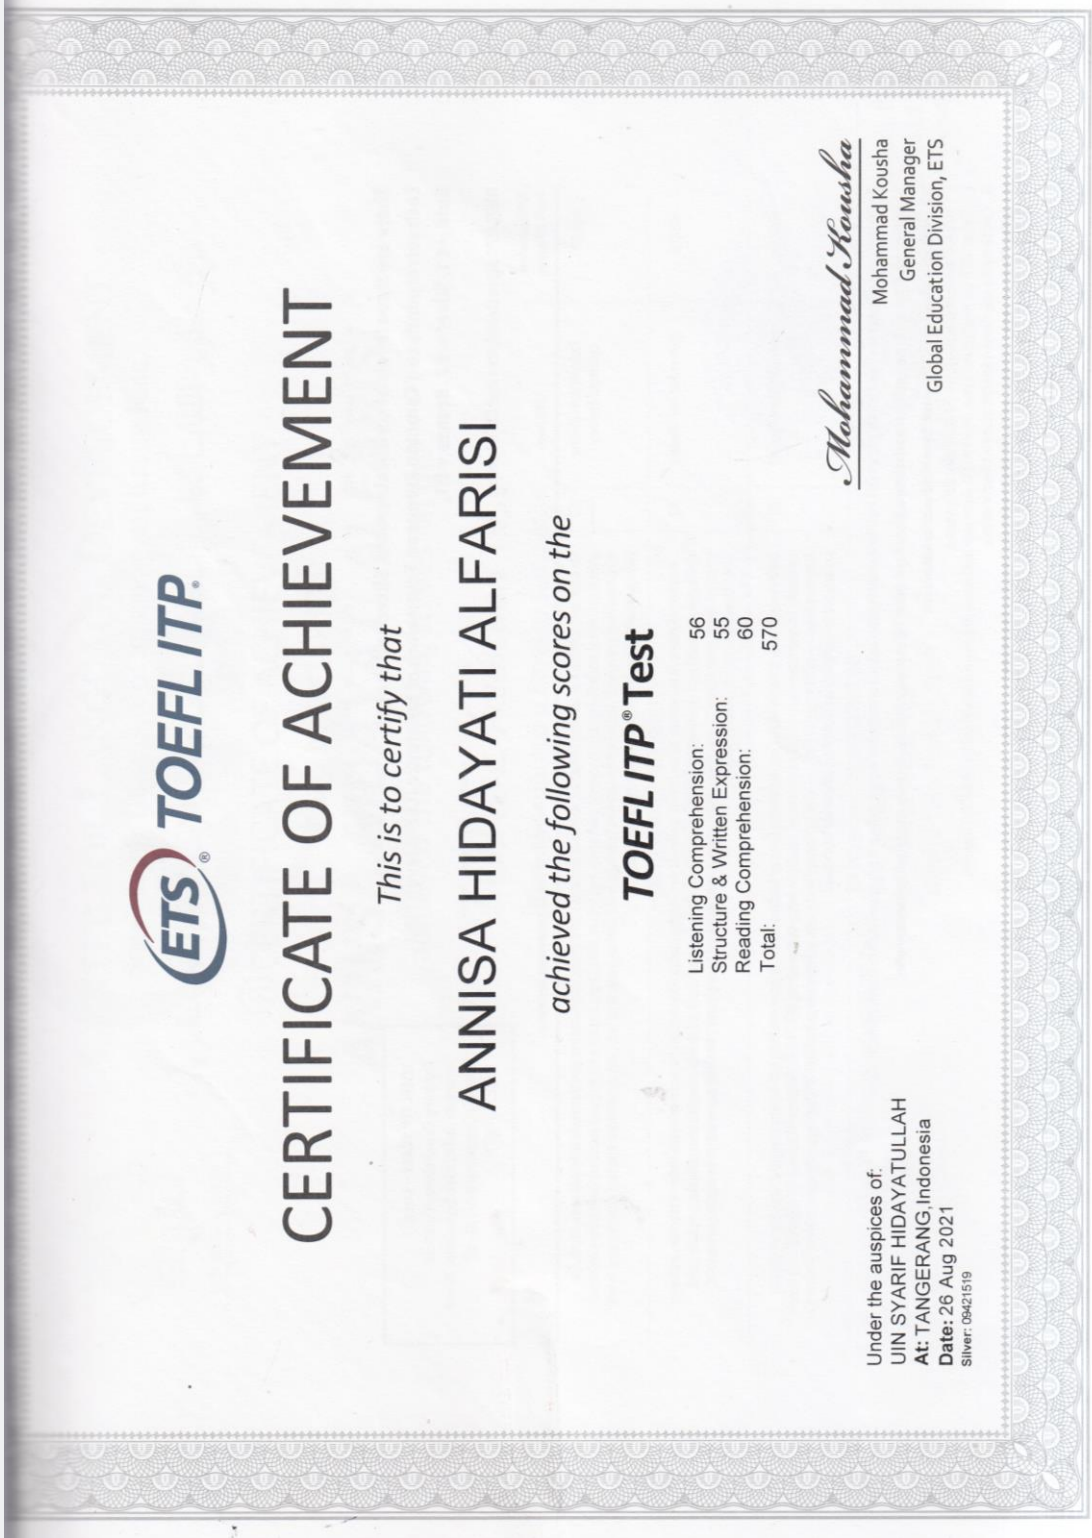 ETS® TOEFL ITP®
CERTIFICATE OF ACHIEVEMENT
This is to certify that
ANNISA HIDAYATI ALFARISI
achieved the following scores on the
TOEFL ITP® Test
Listening Comprehension: 56
Structure & Written Expression: 55
Reading Comprehension: 60
Total: 570
Under the auspices of:
UIN SYARIF HIDAYATULLAH
At: TANGERANG,Indonesia
Date: 26 Aug 2021
Silver: 09421519
Mohammad Kousha
Mohammad Kousha
General Manager
Global Education Division, ETS